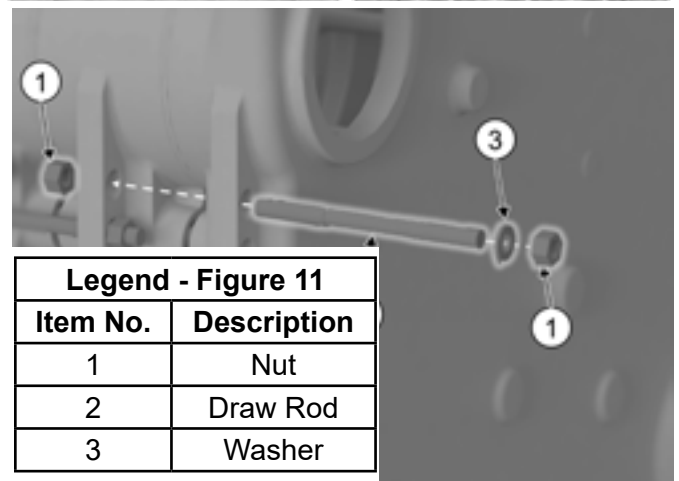 1
3
1
Legend - Figure 11
Item No. Description
1 Nut
2 Draw Rod
3 Washer